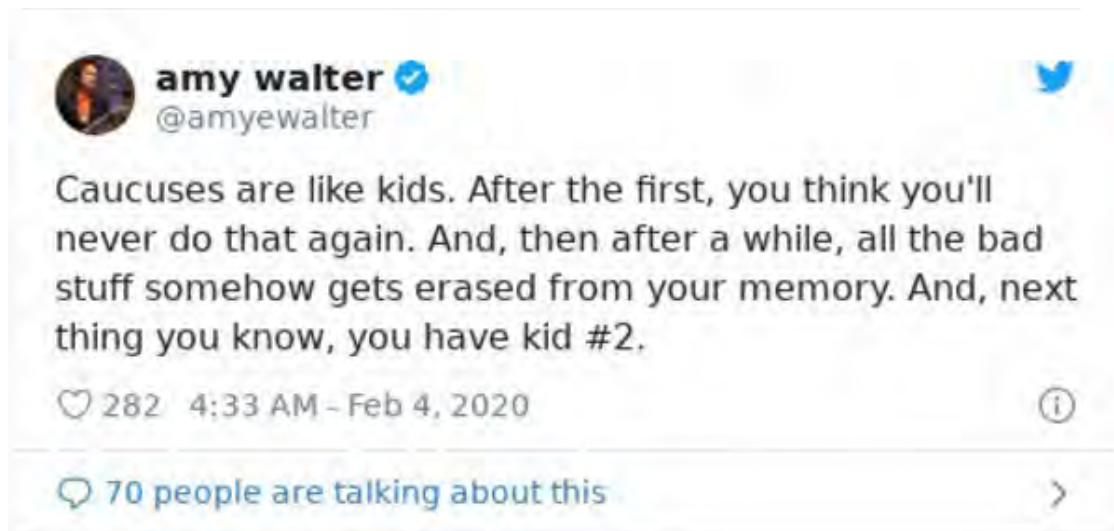 amy walter
@amyewalter
Caucuses are like kids. After the first, you think you'll
never do that again. And, then after a while, all the bad
stuff somehow gets erased from your memory. And, next
thing you know, you have kid #2.
282 4:33 AM - Feb 4, 2020
70 people are talking about this